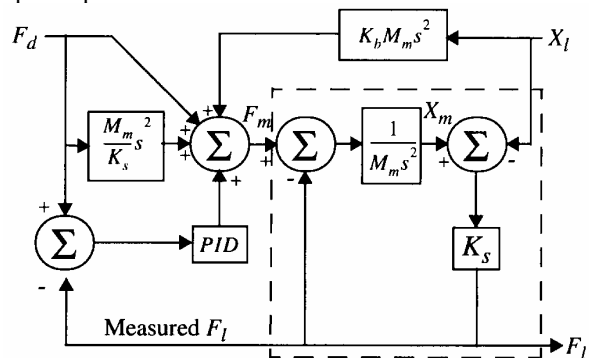 F_d
K_b M_m s^2
X_l
+
+
+
+
+
Σ
F_m
+
-
Σ
1
M_m s^2
X_m
+
-
Σ
M_m
K_s
s^2
+
-
Σ
PID
K_s
Measured F_l
F_l